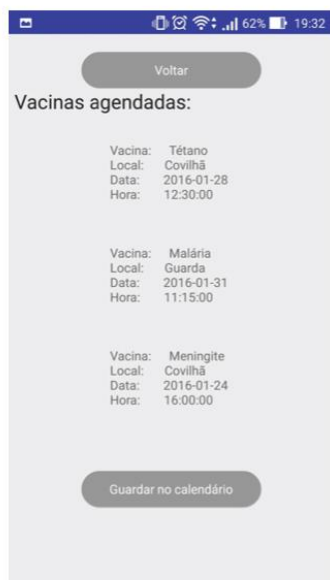 62% 19:32
Voltar
Vacinas agendadas:
Vacina: Tétano
Local: Covilhã
Data: 2016-01-28
Hora: 12:30:00
Vacina: Malária
Local: Guarda
Data: 2016-01-31
Hora: 11:15:00
Vacina: Meningite
Local: Covilhã
Data: 2016-01-24
Hora: 16:00:00
Guardar no calendário